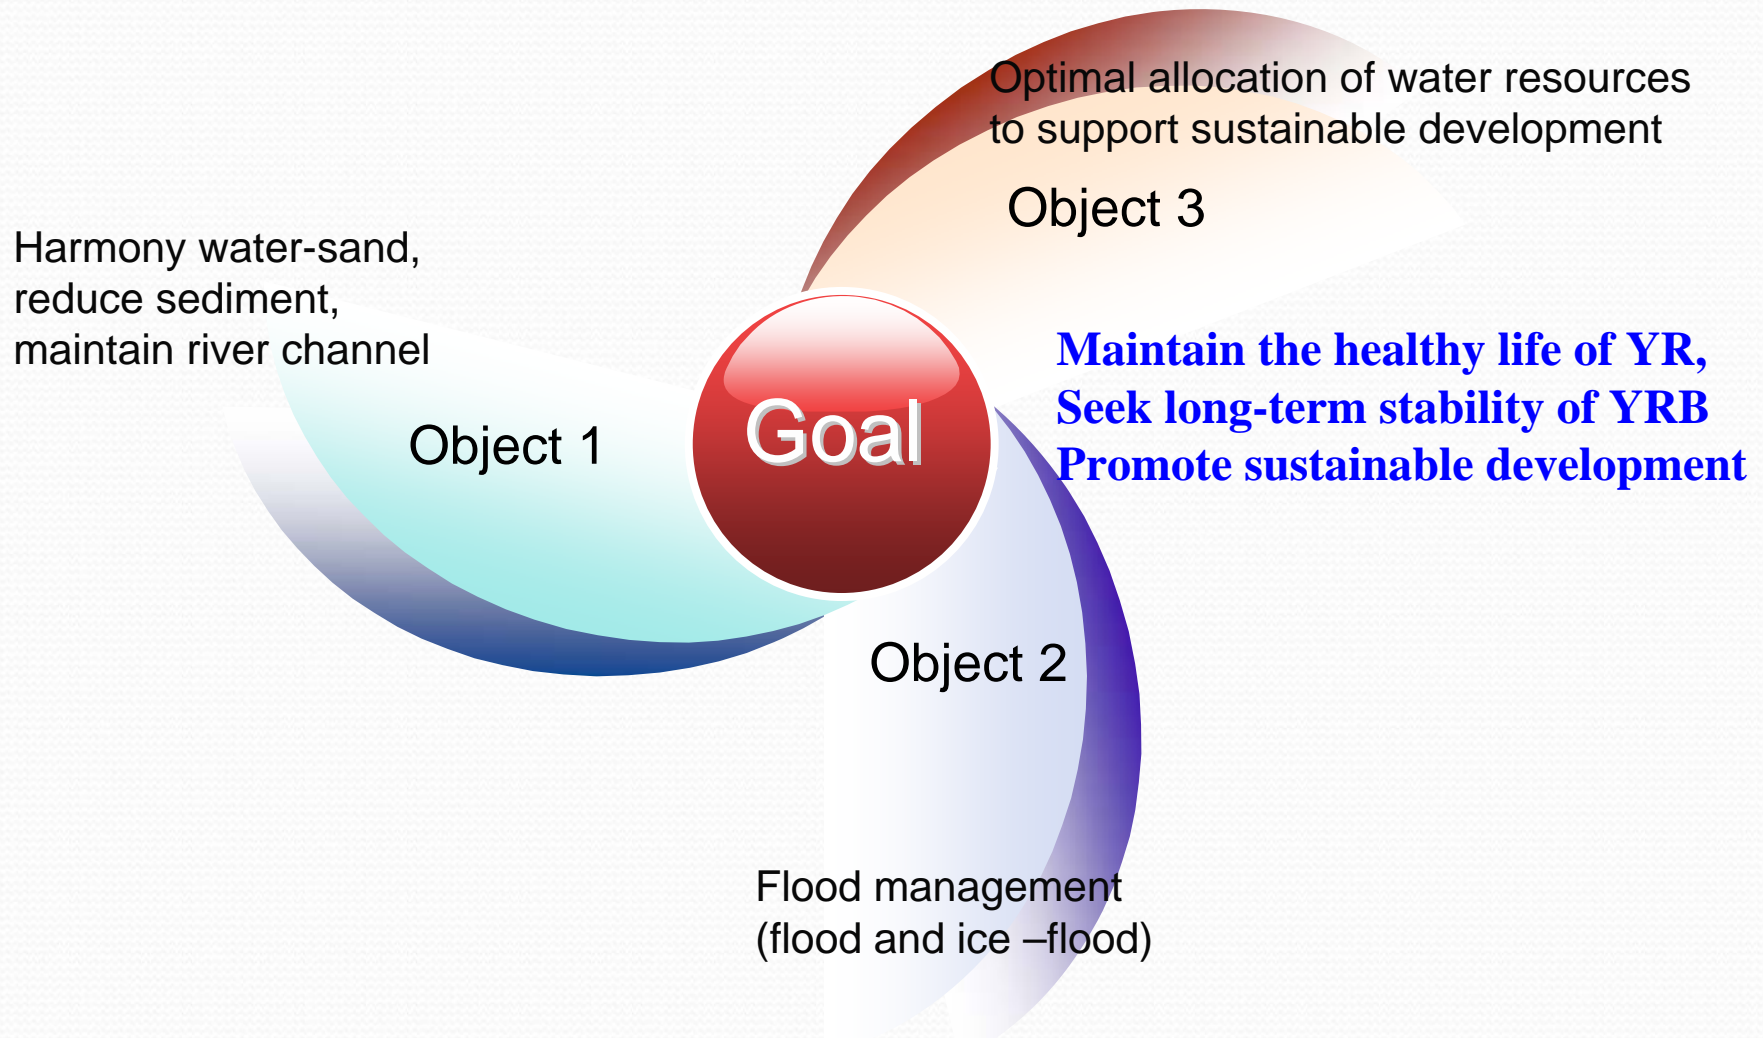 Optimal allocation of water resources
to support sustainable development
Object 3
Harmony water-sand,
reduce sediment,
maintain river channel
Object 1
Goal
Maintain the healthy life of YR,
Seek long-term stability of YRB
Promote sustainable development
Object 2
Flood management
(flood and ice –flood)